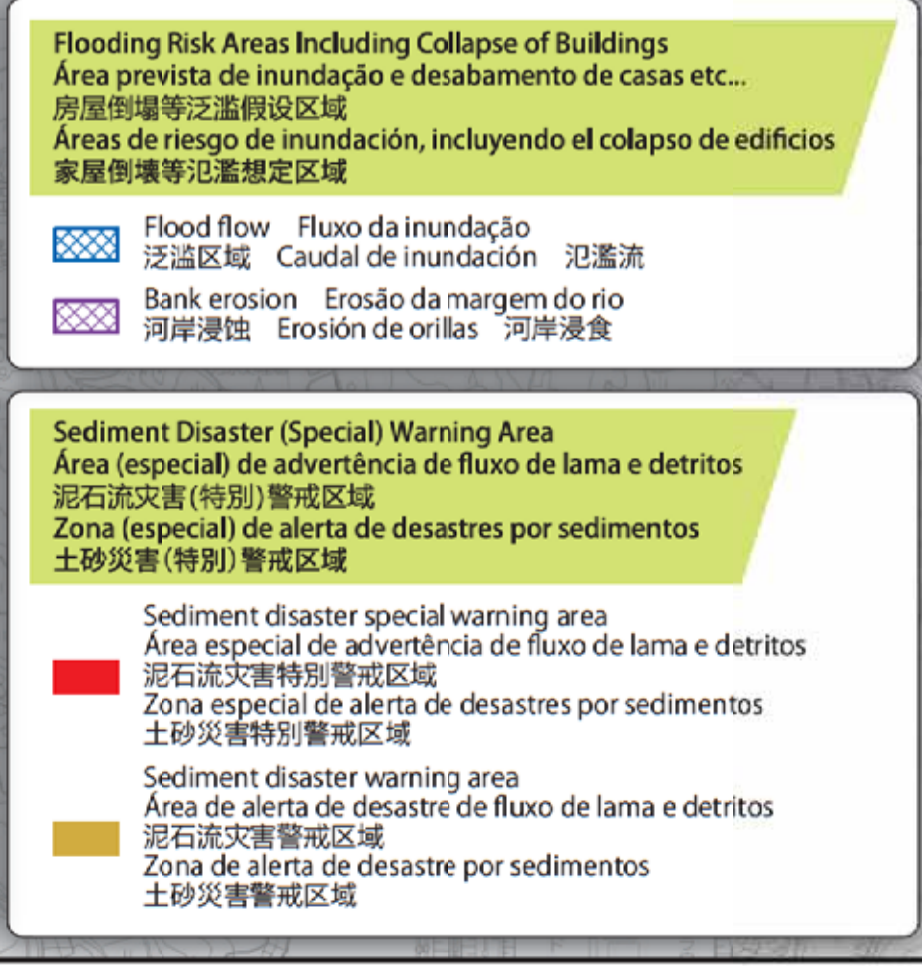 Flooding Risk Areas Including Collapse of Buildings
Área prevista de inundação e desabamento de casas etc...
房屋倒塌等泛滥假设区域
Áreas de riesgo de inundación, incluyendo el colapso de edificios
家屋倒壊等氾濫想定区域
Flood flow Fluxo da inundação
泛滥区域 Caudal de inundación 氾濫流
Bank erosion Erosão da margem do rio
河岸浸蚀 Erosión de orillas 河岸浸食
Sediment Disaster (Special) Warning Area
Área (especial) de advertência de fluxo de lama e detritos
泥石流灾害(特別)警戒区域
Zona (especial) de alerta de desastres por sedimentos
土砂災害(特別)警戒区域
Sediment disaster special warning area
Área especial de advertência de fluxo de lama e detritos
泥石流灾害特別警戒区域
Zona especial de alerta de desastres por sedimentos
土砂災害特別警戒区域
Sediment disaster warning area
Área de alerta de desastre de fluxo de lama e detritos
泥石流灾害警戒区域
Zona de alerta de desastre por sedimentos
土砂災害警戒区域